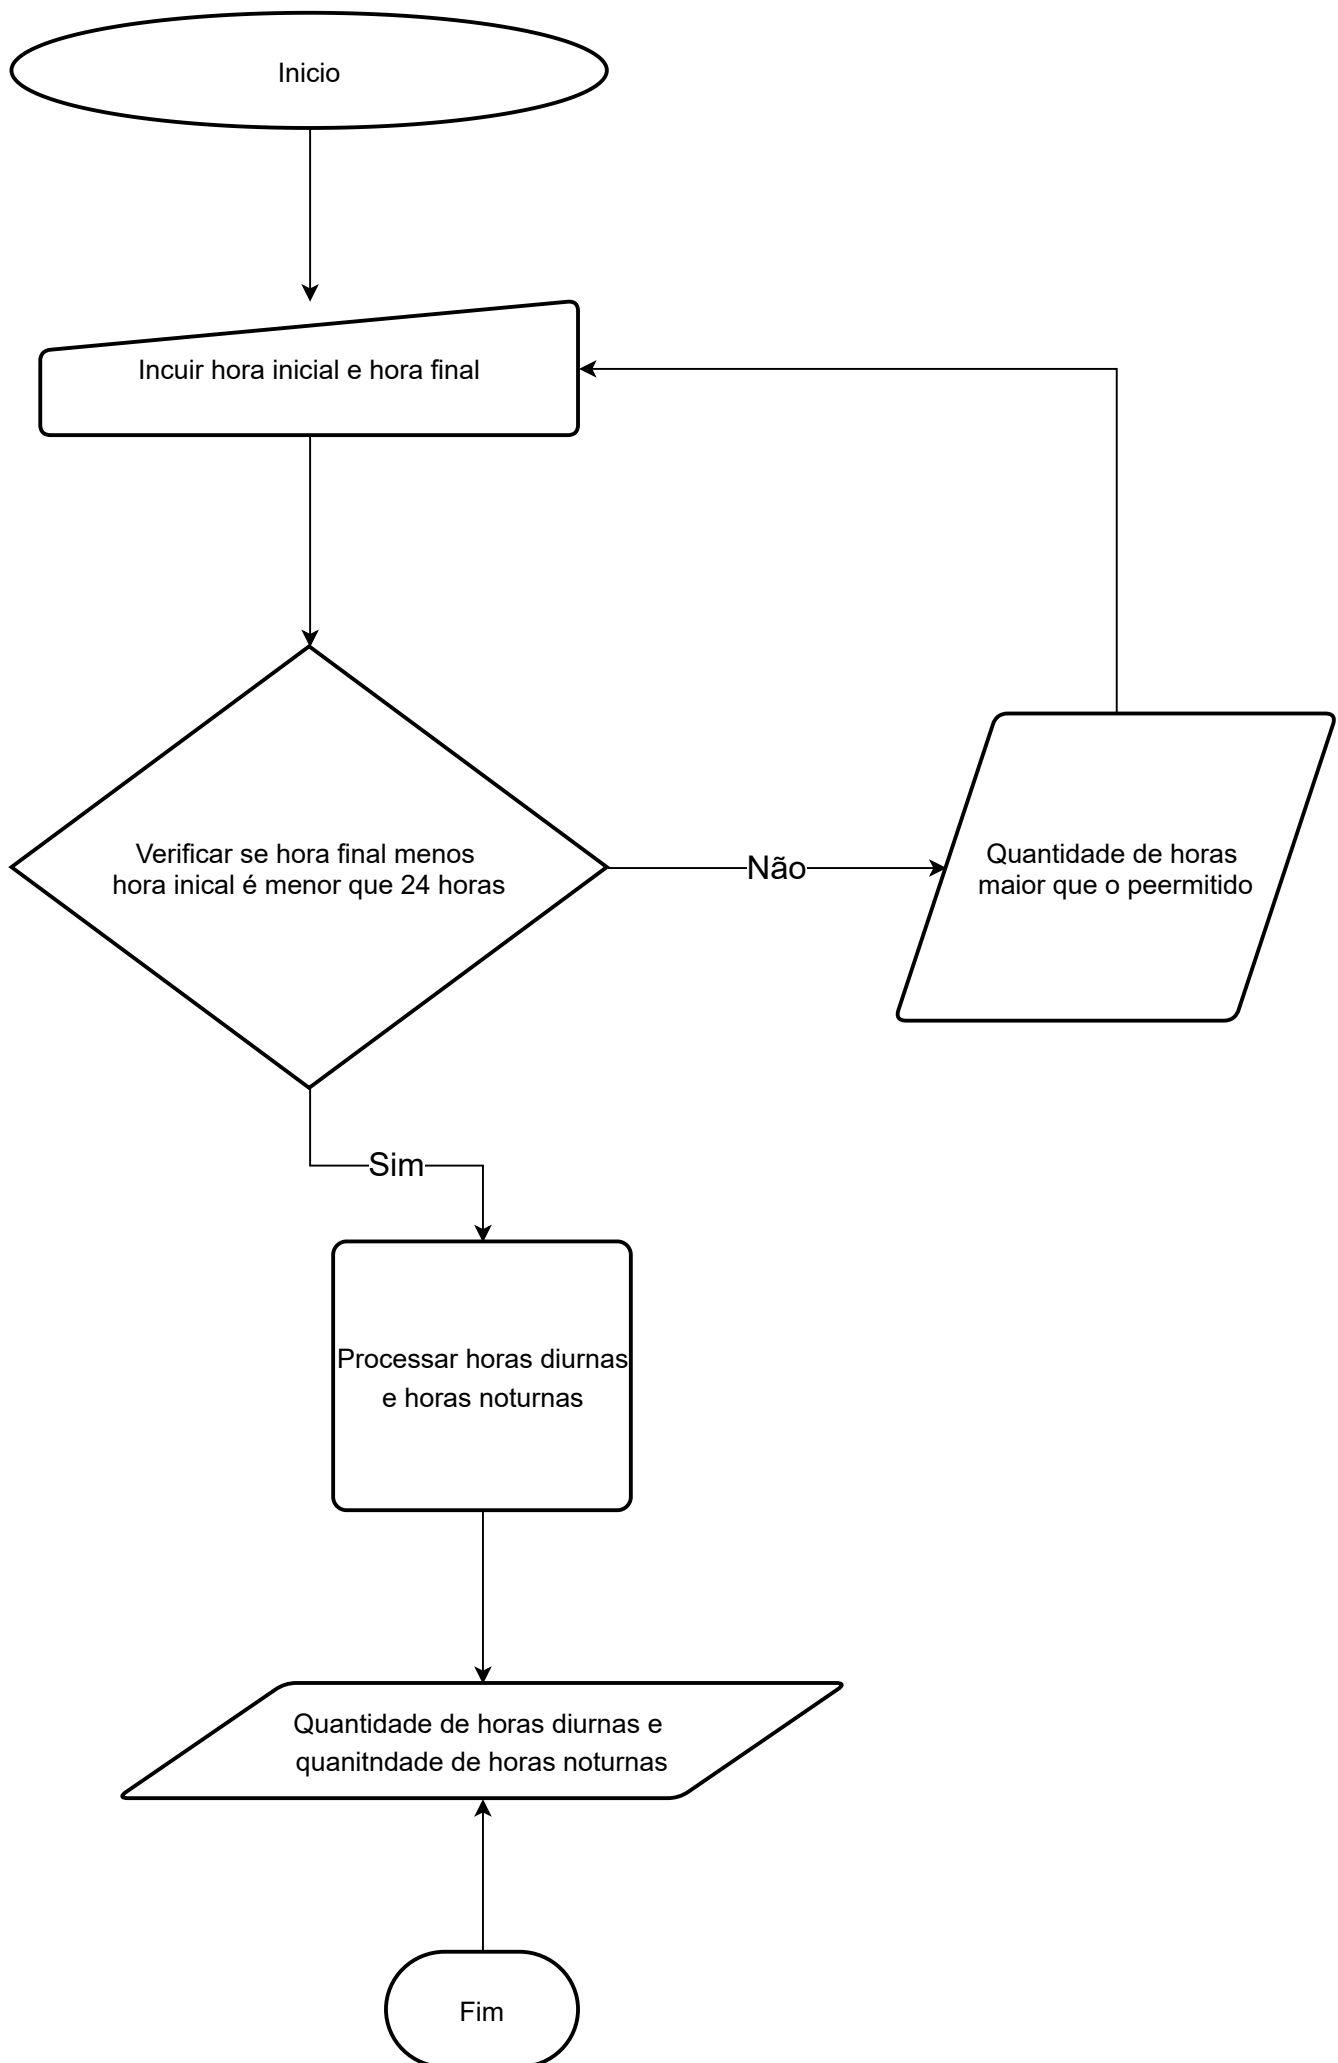 Inicio
Incuir hora inicial e hora final
Verificar se hora final menos
hora inical é menor que 24 horas
Não
Quantidade de horas
maior que o peermitido
Sim
Processar horas diurnas
e horas noturnas
Quantidade de horas diurnas e
quanitndade de horas noturnas
Fim